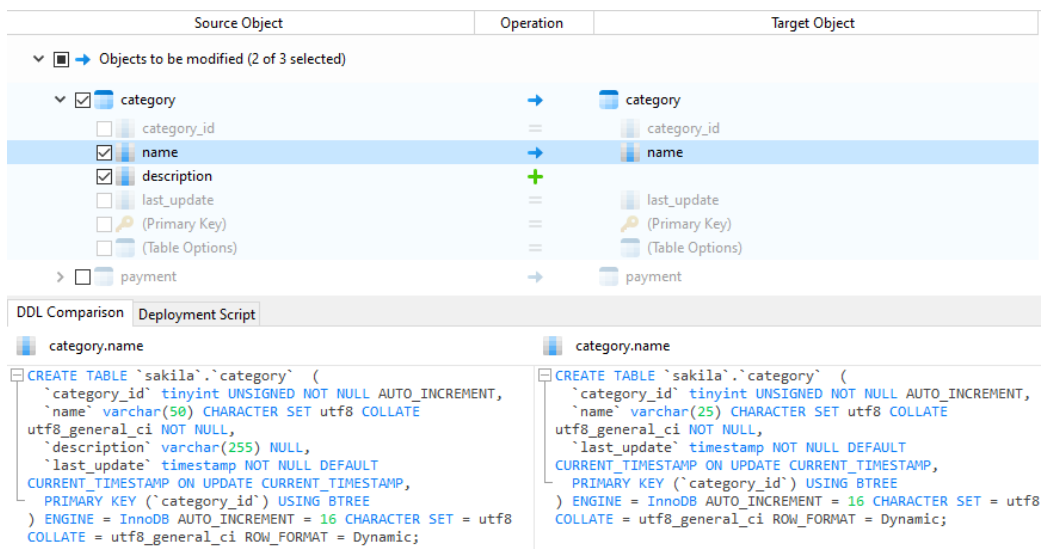 Source Object Operation Target Object
Objects to be modified (2 of 3 selected)
category category
category_id = category_id
name name
description +
last_update = last_update
(Primary Key) = (Primary Key)
(Table Options) = (Table Options)
payment payment
DDL Comparison Deployment Script
category.name
CREATE TABLE `sakila`.`category`  (
  `category_id` tinyint UNSIGNED NOT NULL AUTO_INCREMENT,
  `name` varchar(50) CHARACTER SET utf8 COLLATE
utf8_general_ci NOT NULL,
  `description` varchar(255) NULL,
  `last_update` timestamp NOT NULL DEFAULT
CURRENT_TIMESTAMP ON UPDATE CURRENT_TIMESTAMP,
  PRIMARY KEY (`category_id`) USING BTREE
) ENGINE = InnoDB AUTO_INCREMENT = 16 CHARACTER SET = utf8
COLLATE = utf8_general_ci ROW_FORMAT = Dynamic;
category.name
CREATE TABLE `sakila`.`category`  (
  `category_id` tinyint UNSIGNED NOT NULL AUTO_INCREMENT,
  `name` varchar(25) CHARACTER SET utf8 COLLATE
utf8_general_ci NOT NULL,
  `last_update` timestamp NOT NULL DEFAULT
CURRENT_TIMESTAMP ON UPDATE CURRENT_TIMESTAMP,
  PRIMARY KEY (`category_id`) USING BTREE
) ENGINE = InnoDB AUTO_INCREMENT = 16 CHARACTER SET = utf8
COLLATE = utf8_general_ci ROW_FORMAT = Dynamic;